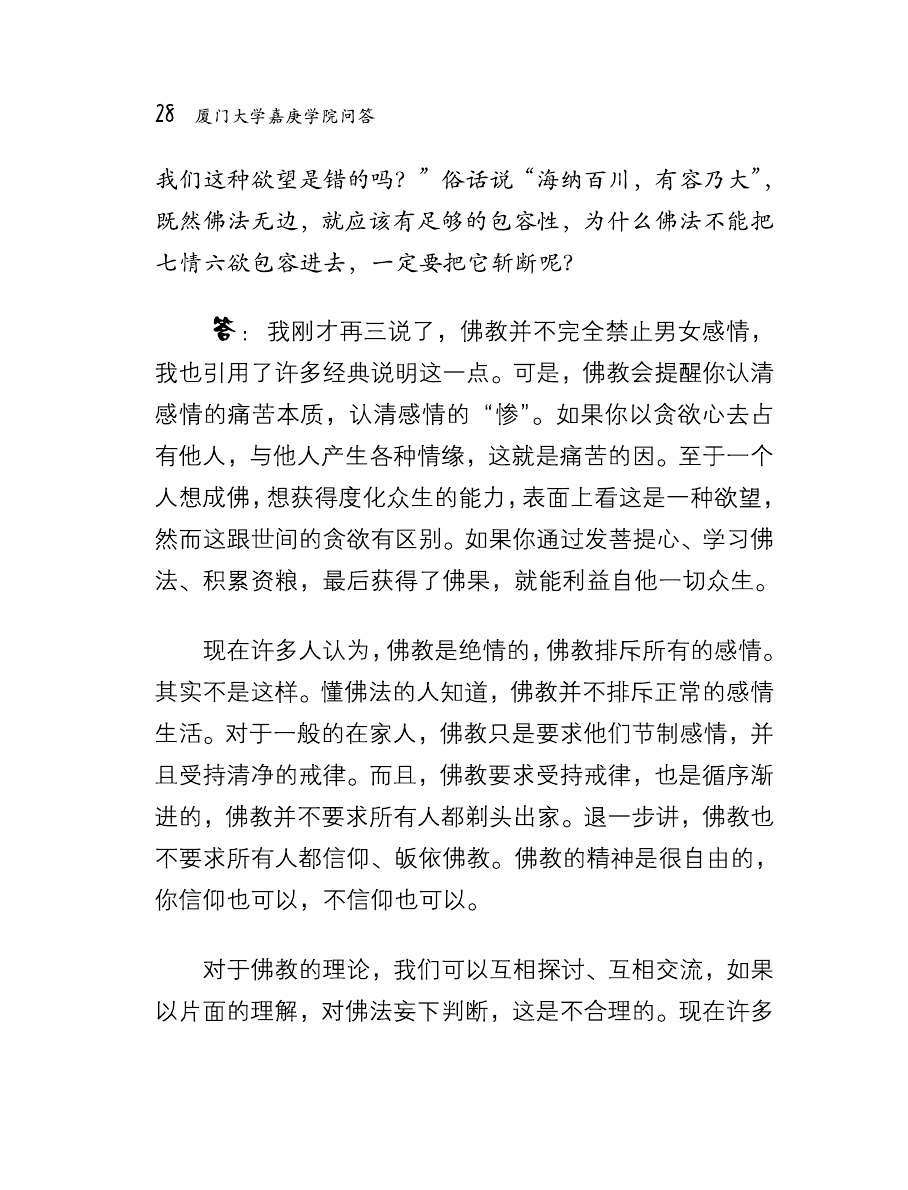 28 厦门大学嘉庚学院问答
我们这种欲望是错的吗？”俗话说“海纳百川，有容乃大”，
既然佛法无边，就应该有足够的包容性，为什么佛法不能把
七情六欲包容进去，一定要把它斩断呢？
答：我刚才再三说了，佛教并不完全禁止男女感情，
我也引用了许多经典说明这一点。可是，佛教会提醒你认清
感情的痛苦本质，认清感情的“惨”。如果你以贪欲心去占
有他人，与他人产生各种情缘，这就是痛苦的因。至于一个
人想成佛，想获得度化众生的能力，表面上看这是一种欲望，
然而这跟世间的贪欲有区别。如果你通过发菩提心、学习佛
法、积累资粮，最后获得了佛果，就能利益自他一切众生。
现在许多人认为，佛教是绝情的，佛教排斥所有的感情。
其实不是这样。懂佛法的人知道，佛教并不排斥正常的感情
生活。对于一般的在家人，佛教只是要求他们节制感情，并
且受持清净的戒律。而且，佛教要求受持戒律，也是循序渐
进的，佛教并不要求所有人都剃头出家。退一步讲，佛教也
不要求所有人都信仰、皈依佛教。佛教的精神是很自由的，
你信仰也可以，不信仰也可以。
对于佛教的理论，我们可以互相探讨、互相交流，如果
以片面的理解，对佛法妄下判断，这是不合理的。现在许多